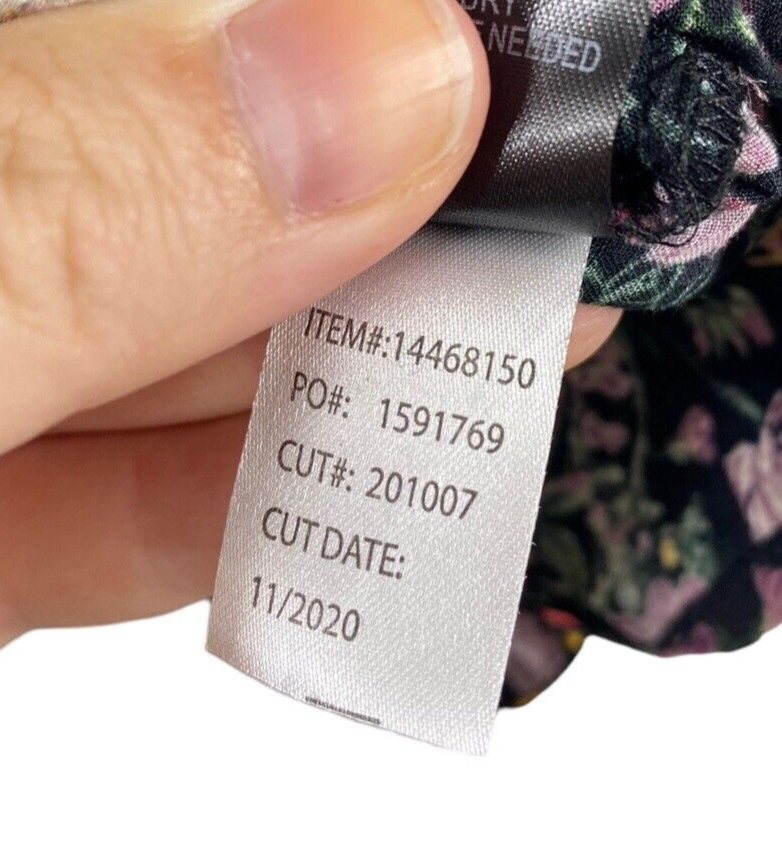 NEEDED
ITEM#:14468150
PO#: 1591769
CUT#: 201007
CUT DATE:
11/2020